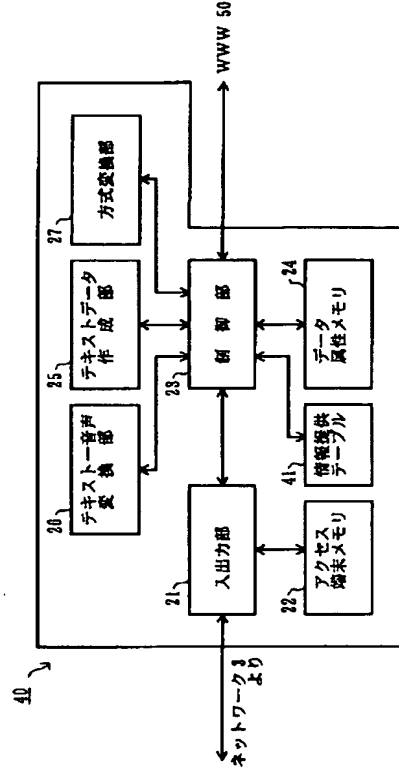 40
20
テキスト−音声
変換部
25
テキストデータ
作成部
27
方式変換部
ネットワーク3
より
21
入出力部
23
制御部
WWW 50
22
アクセス
端末メモリ
41
情報提供
テーブル
24
データ
属性メモリ